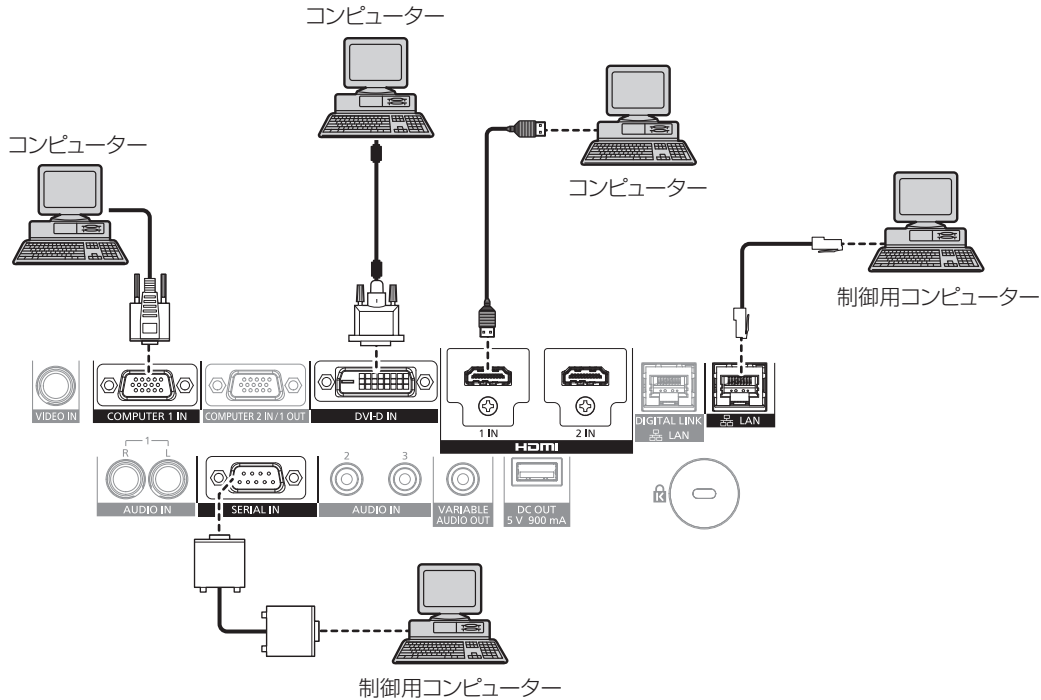 コンピューター
コンピューター
コンピューター
制御用コンピューター
VIDEO IN
COMPUTER 1 IN
COMPUTER 2 IN/1 OUT
DVI-D IN
1 IN
2 IN
HDMI
DIGITAL LINK
LAN
LAN
1
R L
AUDIO IN
SERIAL IN
2 3
AUDIO IN
VARIABLE
AUDIO OUT
DC OUT
5 V 900 mA
K
制御用コンピューター